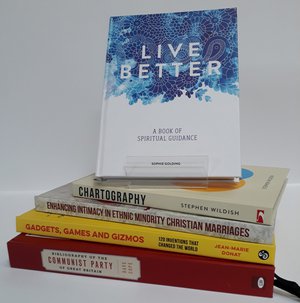 LIVE
BETTER
A BOOK OF
SPIRITUAL GUIDANCE
SOPHIE GOLDING
CHARTOGRAPHY
STEPHEN WILDISH
ENHANCING INTIMACY IN ETHNIC MINORITY CHRISTIAN MARRIAGES
GADGETS, GAMES AND GIZMOS
120 INVENTIONS THAT
CHANGED THE WORLD
JEAN-MARIE
DONAT
BIBLIOGRAPHY OF THE
COMMUNIST PARTY
OF GREAT BRITAIN
DAVE
COPE